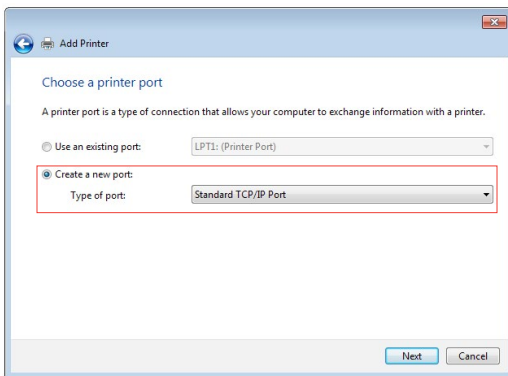 Add Printer
Choose a printer port
A printer port is a type of connection that allows your computer to exchange information with a printer.
Use an existing port: LPT1: (Printer Port)
Create a new port:
Type of port: Standard TCP/IP Port
Next Cancel